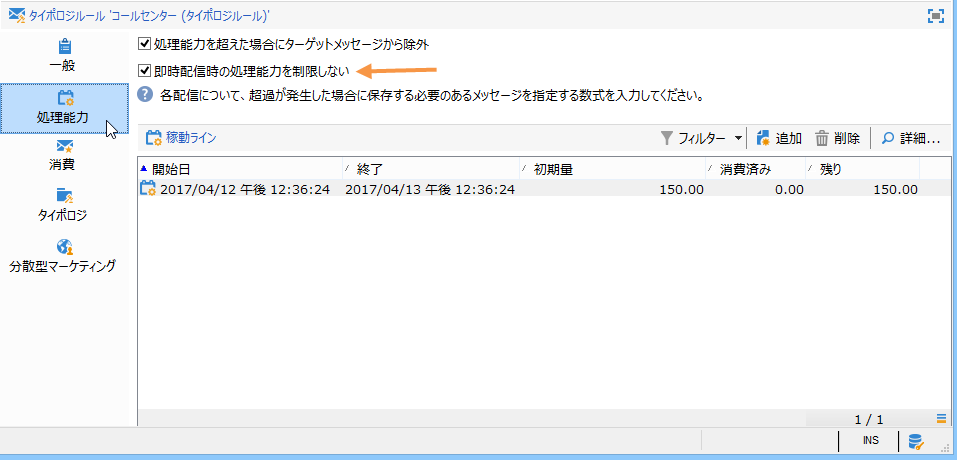 タイポロジルール 'コールセンター (タイポロジルール)'
一般
処理能力
消費
タイポロジ
分散型マーケティング
処理能力を超えた場合にターゲットメッセージから除外
即時配信時の処理能力を制限しない
各配信について、超過が発生した場合に保存する必要のあるメッセージを指定する数式を入力してください。
稼動ライン フィルター 追加 削除 詳細...
開始日 終了 初期量 消費済み 残り
2017/04/12 午後 12:36:24 2017/04/13 午後 12:36:24 150.00 0.00 150.00
1 / 1
INS